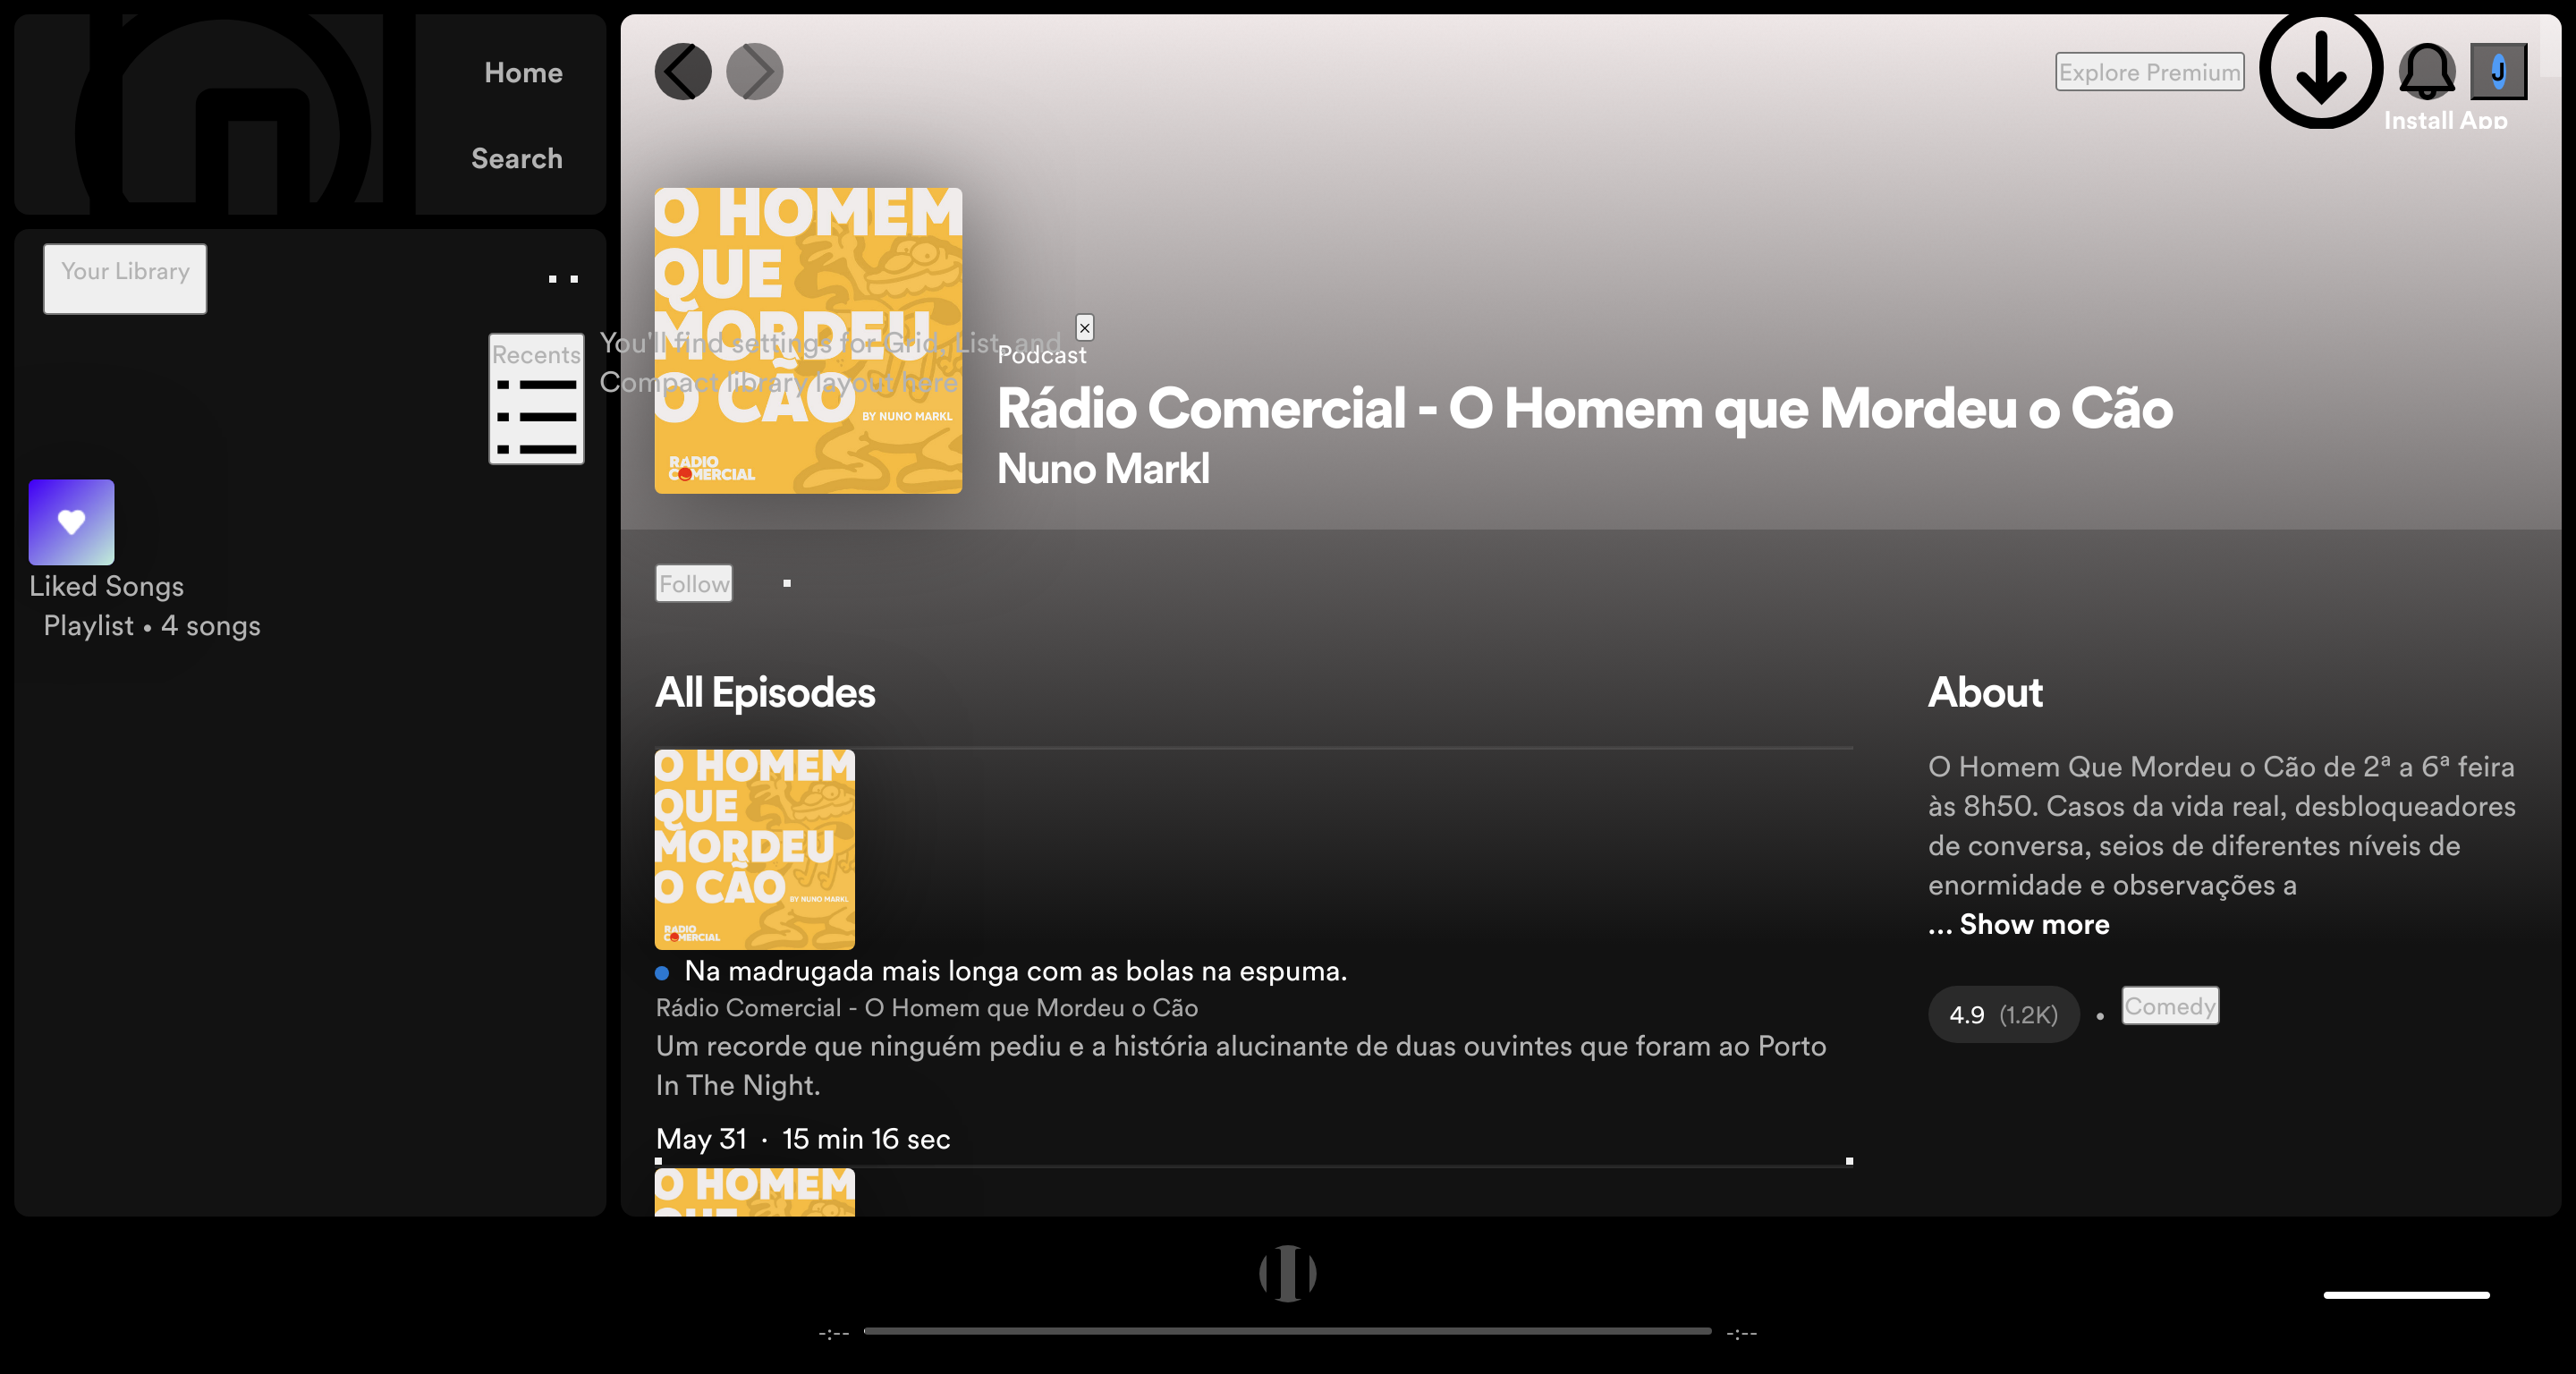 Home
Search
Your Library
Recents
You'll find settings for Grid, List, and
Compact library layout here
Liked Songs
Playlist • 4 songs
Explore Premium
Install App
J
O HOMEM
QUE
MORDEU
O CÃO
BY NUNO MARKL
RÁDIO
COMERCIAL
Podcast
Rádio Comercial - O Homem que Mordeu o Cão
Nuno Markl
Follow
All Episodes
O HOMEM
QUE
MORDEU
O CÃO
BY NUNO MARKL
RÁDIO
COMERCIAL
Na madrugada mais longa com as bolas na espuma.
Rádio Comercial - O Homem que Mordeu o Cão
Um recorde que ninguém pediu e a história alucinante de duas ouvintes que foram ao Porto
In The Night.
May 31 · 15 min 16 sec
O HOMEM
QUE
About
O Homem Que Mordeu o Cão de 2ª a 6ª feira
às 8h50. Casos da vida real, desbloqueadores
de conversa, seios de diferentes níveis de
enormidade e observações a
... Show more
4.9 (1.2K) • Comedy
-:--
-:--